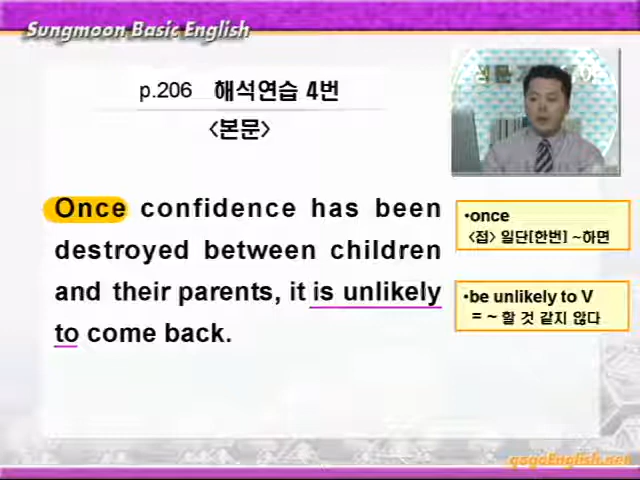 Sungmoon Basic English
p.206 해석연습 4번
<본문>
Once confidence has been
destroyed between children
and their parents, it is unlikely
to come back.
•once
<접> 일단[한번] ~하면
•be unlikely to V
= ~ 할 것 같지 않다
gogoEnglish.net